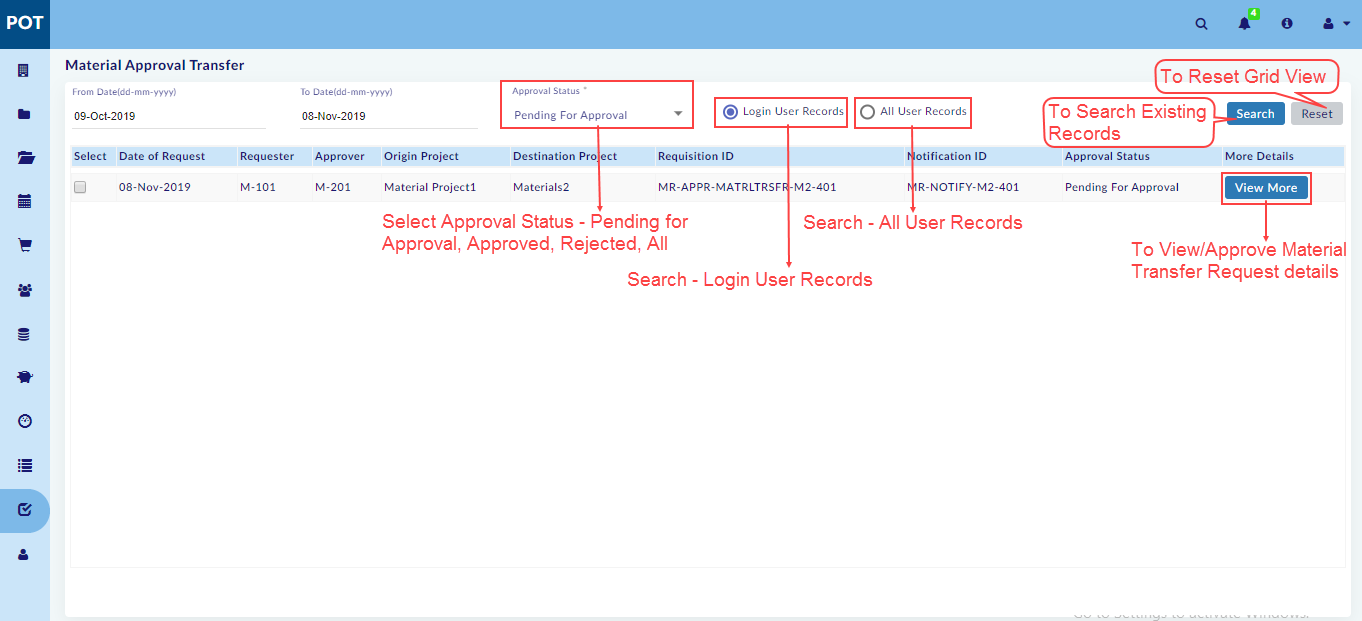 POT
4
Material Approval Transfer
To Reset Grid View
From Date(dd-mm-yyyy)
To Date(dd-mm-yyyy)
Approval Status *
09-Oct-2019
08-Nov-2019
Pending For Approval
Login User Records
All User Records
To Search Existing
Records
Search
Reset
Select Date of Request Requester Approver Origin Project Destination Project Requisition ID Notification ID Approval Status More Details
08-Nov-2019 M-101 M-201 Material Project1 Materials2 MR-APPR-MATRLTRSFR-M2-401 MR-NOTIFY-M2-401 Pending For Approval View More
Select Approval Status - Pending for
Approval, Approved, Rejected, All
Search - All User Records
Search - Login User Records
To View/Approve Material
Transfer Request details
Go to Settings to activate Windows.